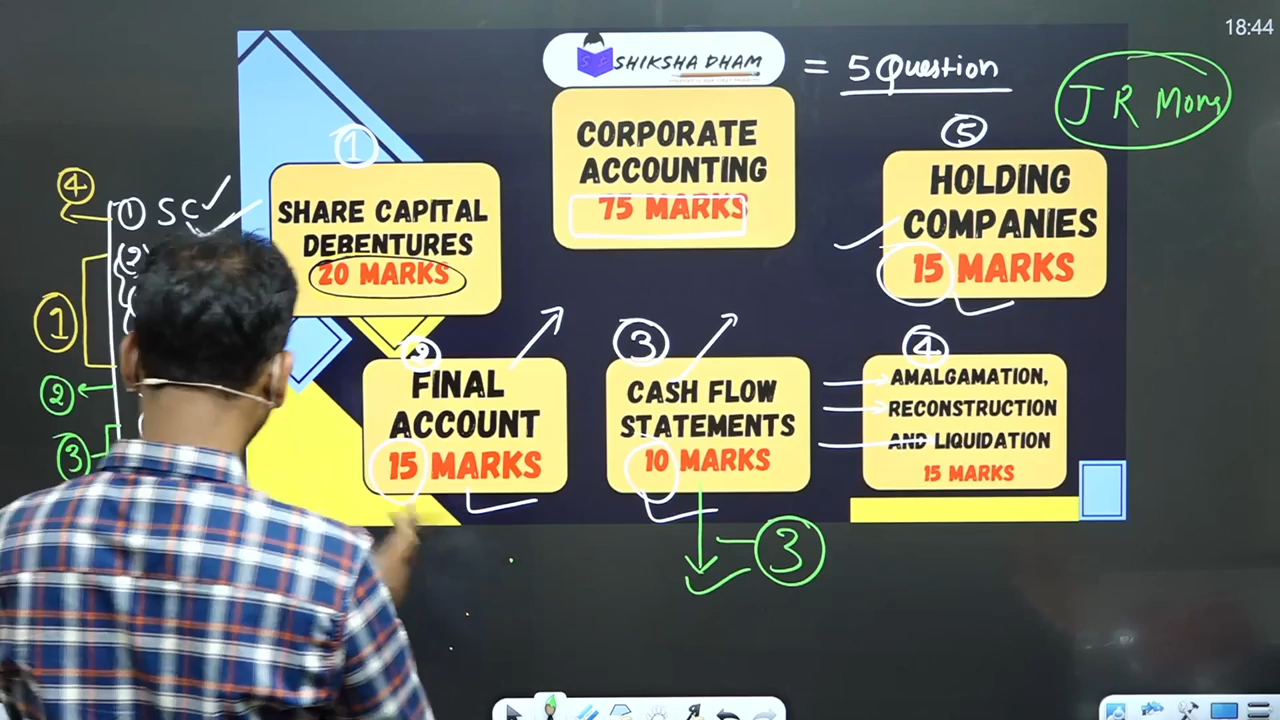 18:44
SHIKSHA DHAM
= 5 Question
J R Mona
CORPORATE
ACCOUNTING
75 MARKS
1
SHARE CAPITAL
DEBENTURES
20 MARKS
5
HOLDING
COMPANIES
15 MARKS
4
1 SC
2
1
2
3
2
FINAL
ACCOUNT
15 MARKS
3
CASH FLOW
STATEMENTS
10 MARKS
4
AMALGAMATION,
RECONSTRUCTION
AND LIQUIDATION
15 MARKS
3